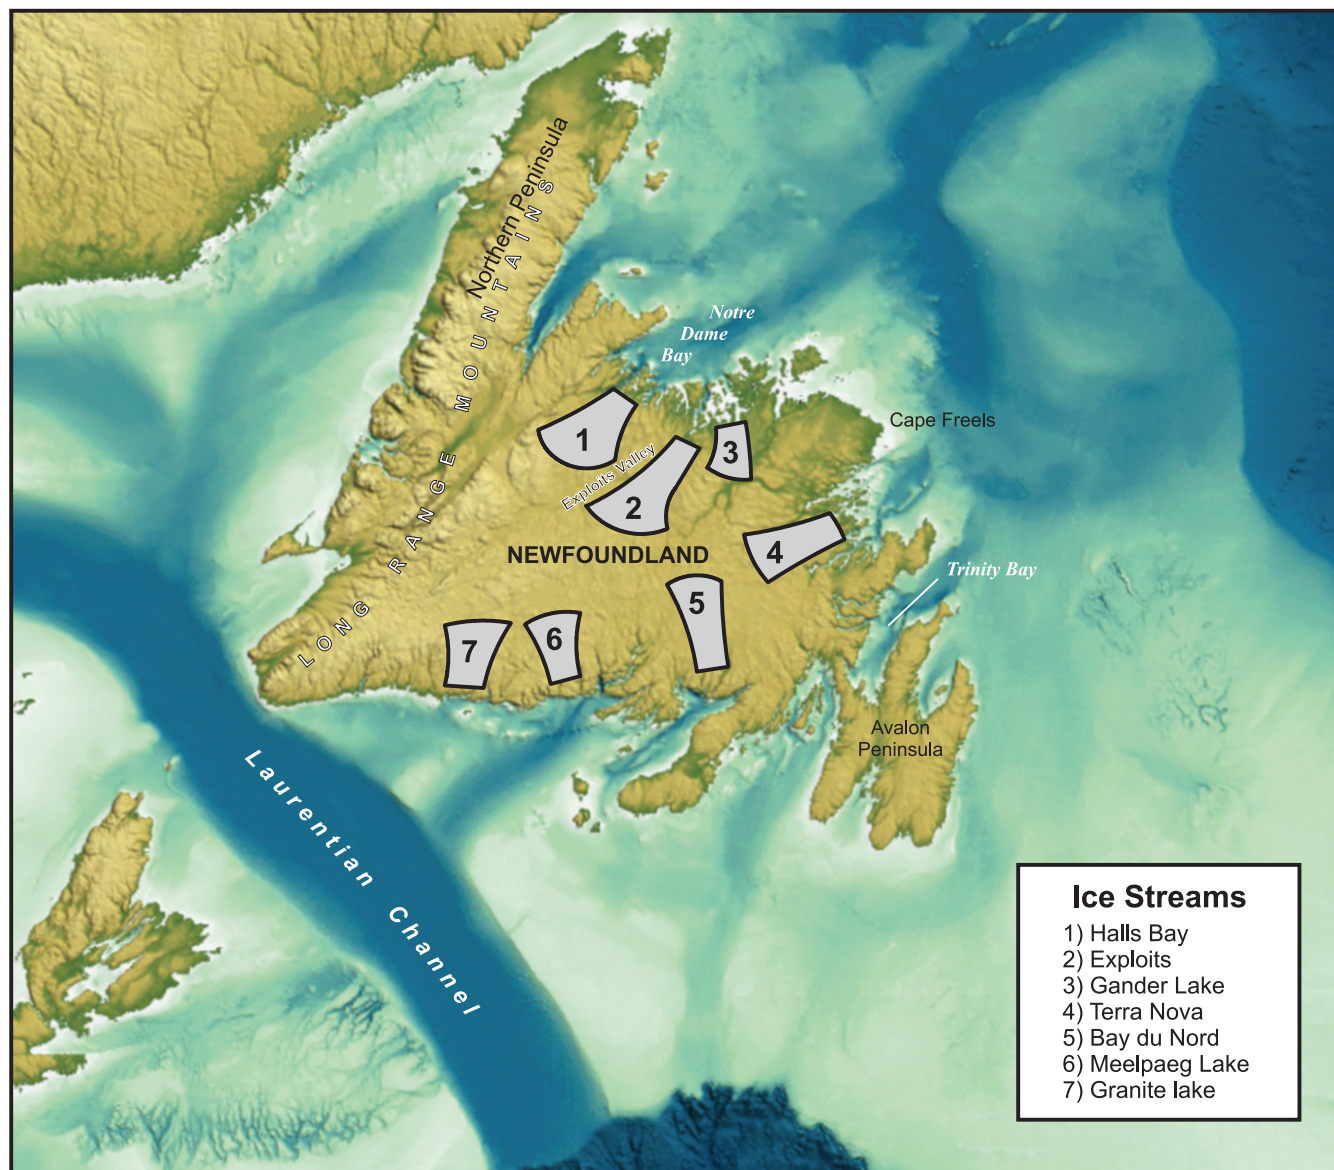 Northern Peninsula
LONG RANGE MOUNTAINS
Notre
Dame
Bay
Cape Freels
1
3
Exploits Valley
2
NEWFOUNDLAND
4
Trinity Bay
5
6
7
Avalon
Peninsula
Laurentian Channel
Ice Streams
1) Halls Bay
2) Exploits
3) Gander Lake
4) Terra Nova
5) Bay du Nord
6) Meelpaeg Lake
7) Granite lake